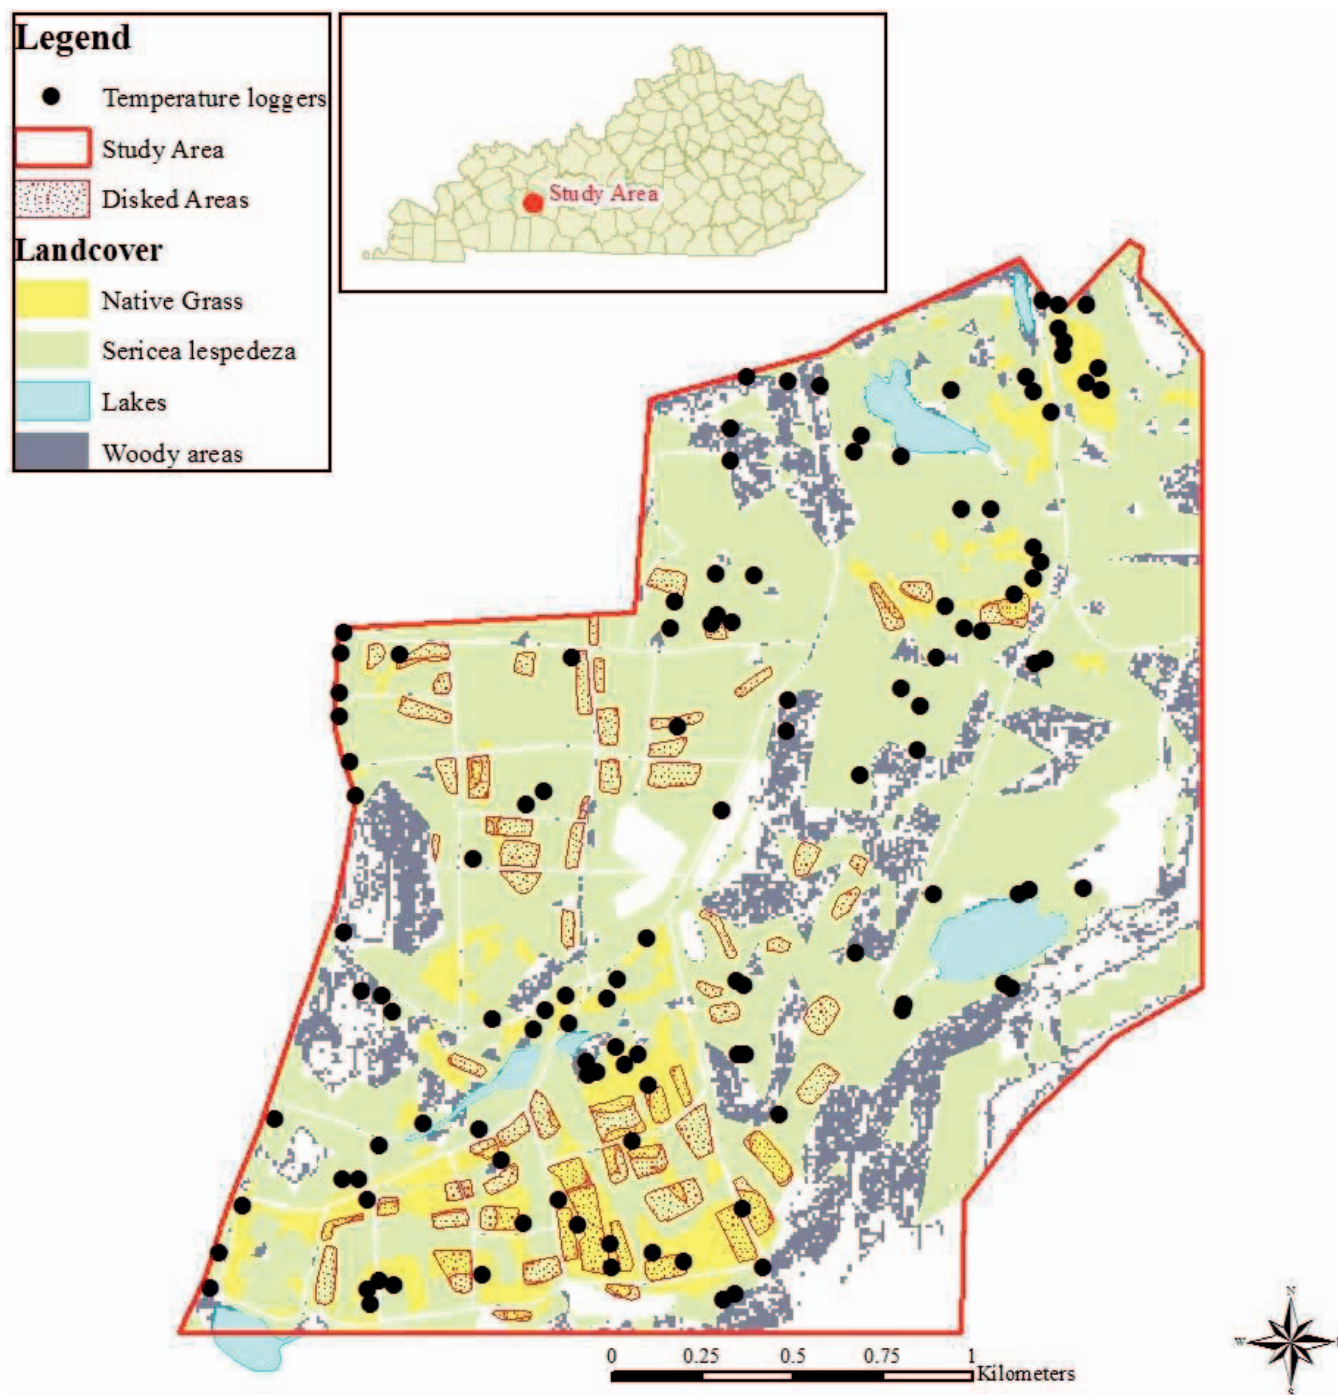 Legend
Temperature loggers
Study Area
Disked Areas
Landcover
Native Grass
Sericea lespedeza
Lakes
Woody areas
Study Area
N
W
S
0 0.25 0.5 0.75 1
Kilometers